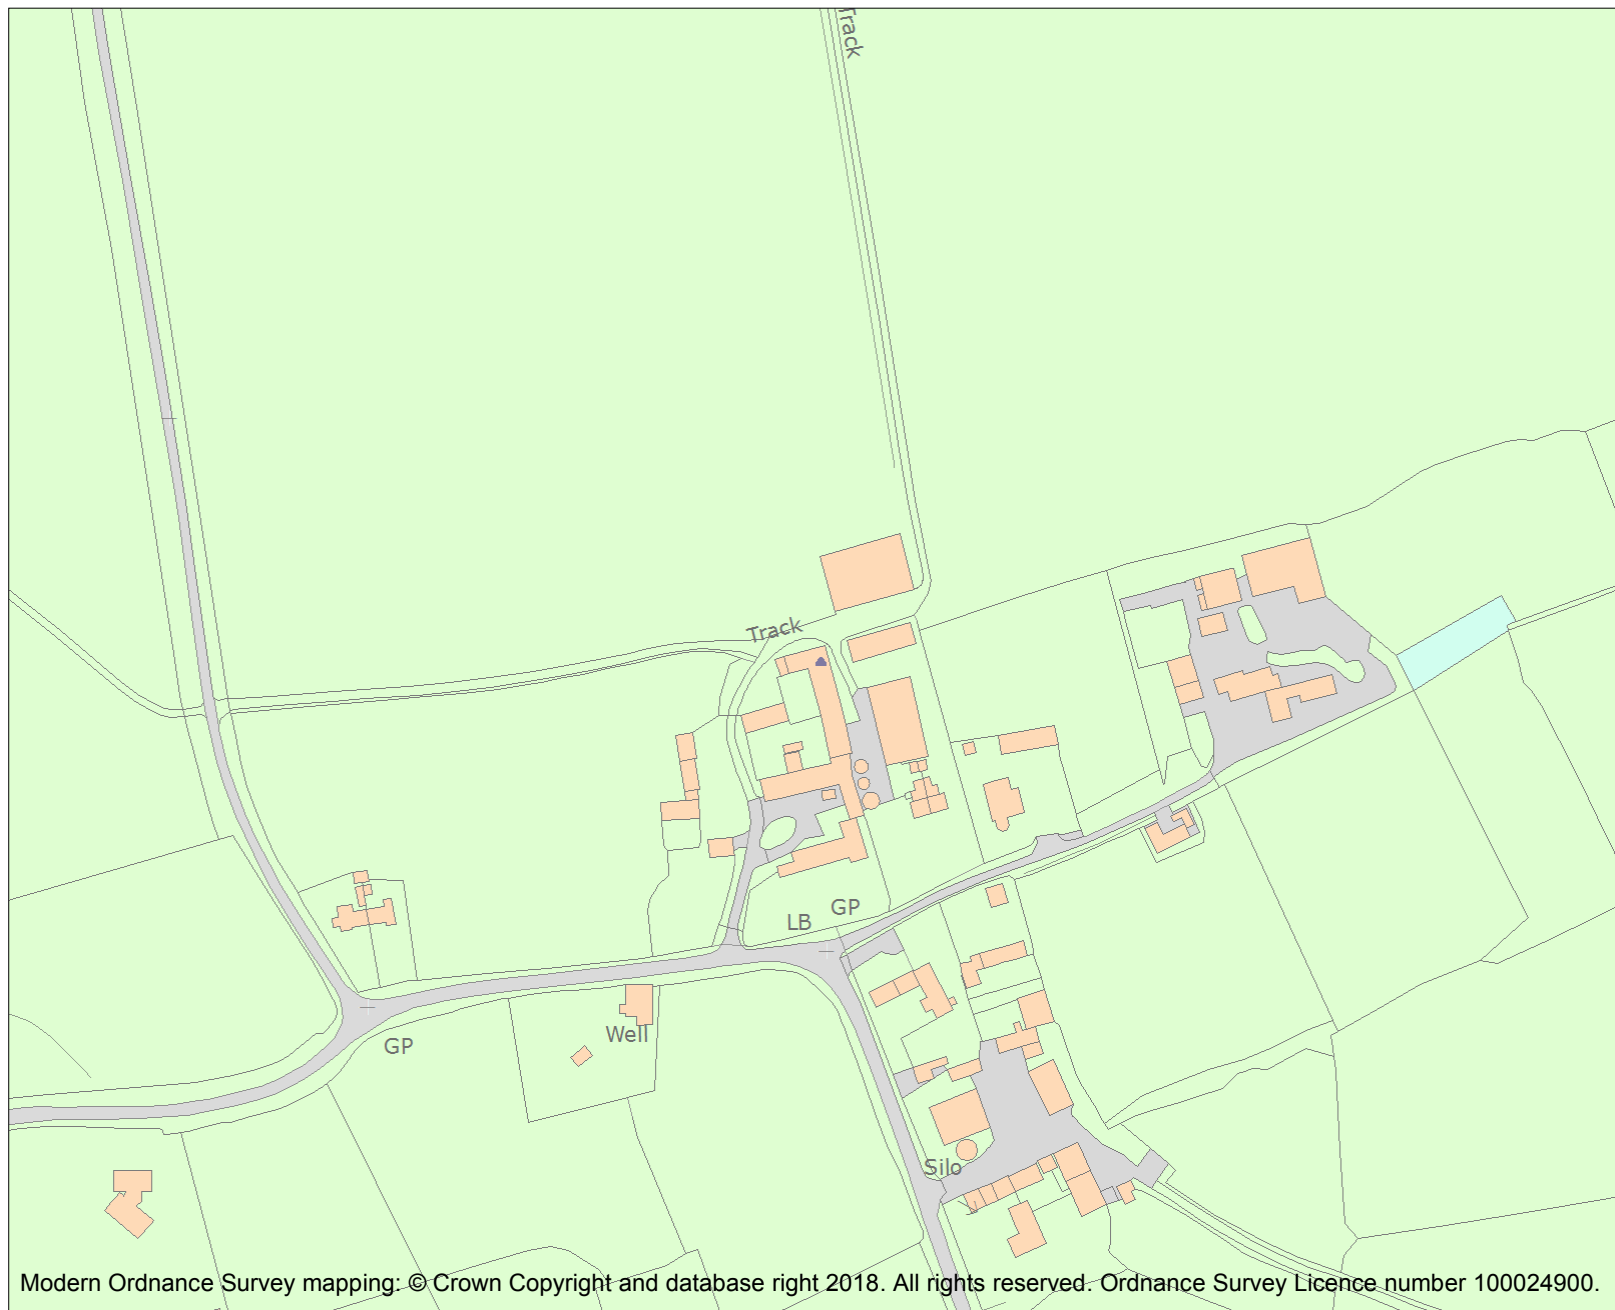 Track
Track
GP
LB
Well
GP
Silo
Modern Ordnance Survey mapping: © Crown Copyright and database right 2018. All rights reserved. Ordnance Survey Licence number 100024900.